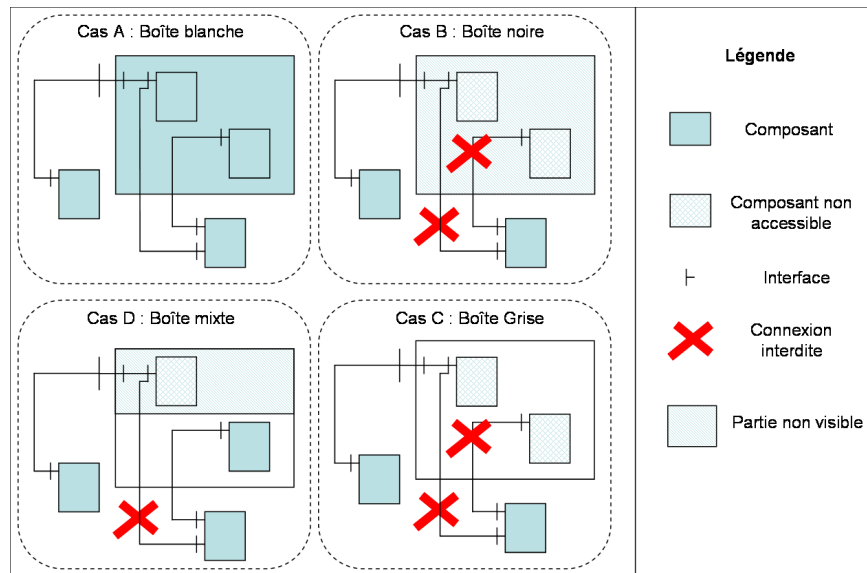 Cas A : Boîte blanche
Cas B : Boîte noire
Cas D : Boîte mixte
Cas C : Boîte Grise
Légende
Composant
Composant non
accessible
Interface
Connexion
interdite
Partie non visible